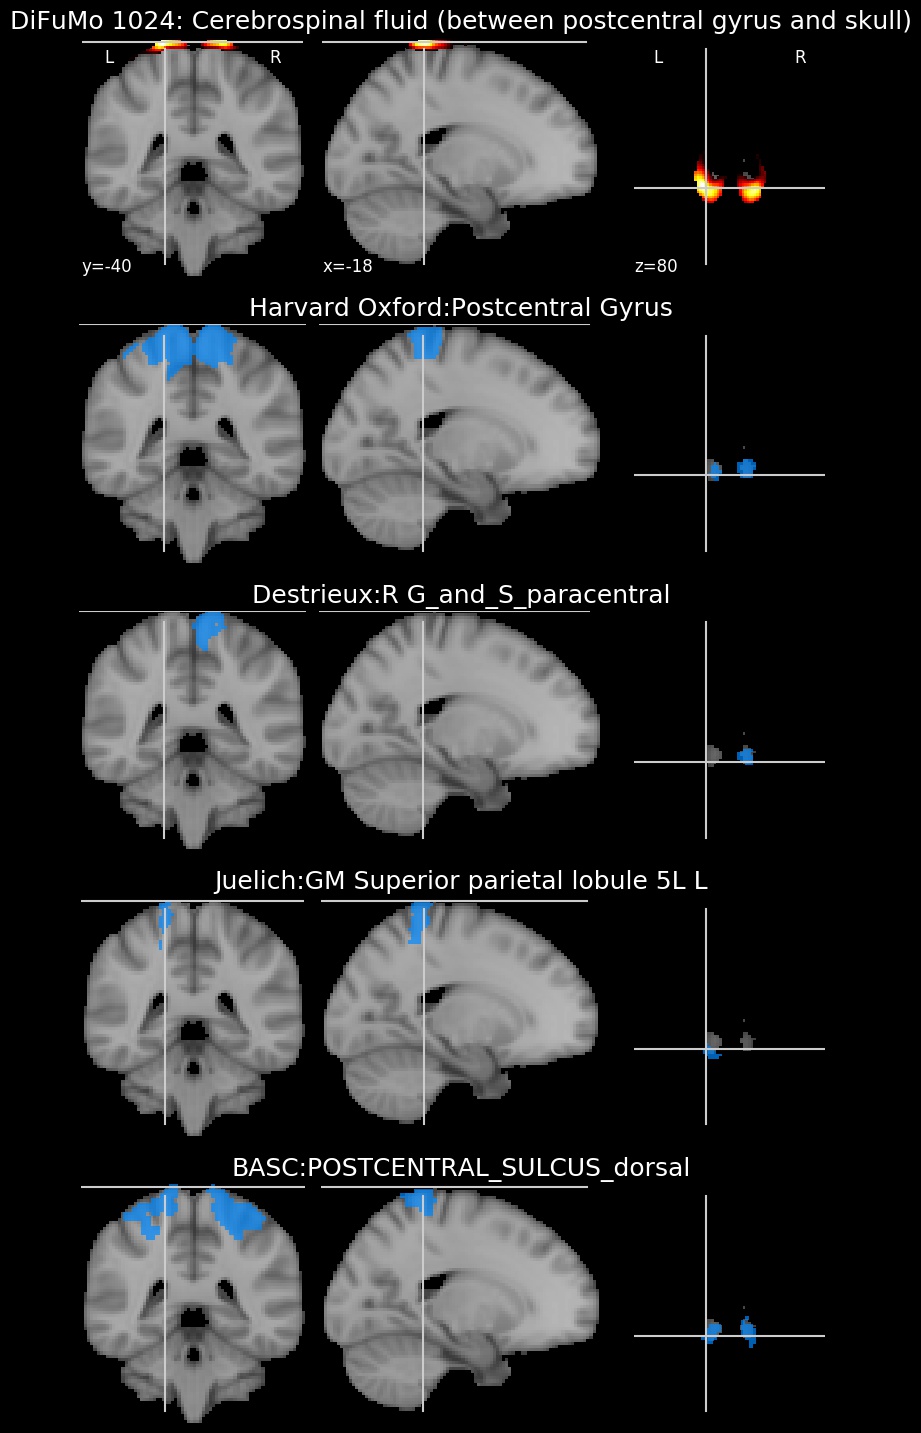 DiFuMo 1024: Cerebrospinal fluid (between postcentral gyrus and skull)
L R L R
y=-40 x=-18 z=80
Harvard Oxford:Postcentral Gyrus
Destrieux:R G_and_S_paracentral
Juelich:GM Superior parietal lobule 5L L
BASC:POSTCENTRAL_SULCUS_dorsal